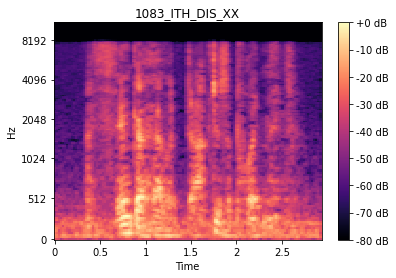 1083_ITH_DIS_XX
+0 dB
8192
-10 dB
4096
-20 dB
-30 dB
2048
Hz
-40 dB
1024
-50 dB
512
-60 dB
-70 dB
0
-80 dB
0 0.5 1 1.5 2 2.5
Time